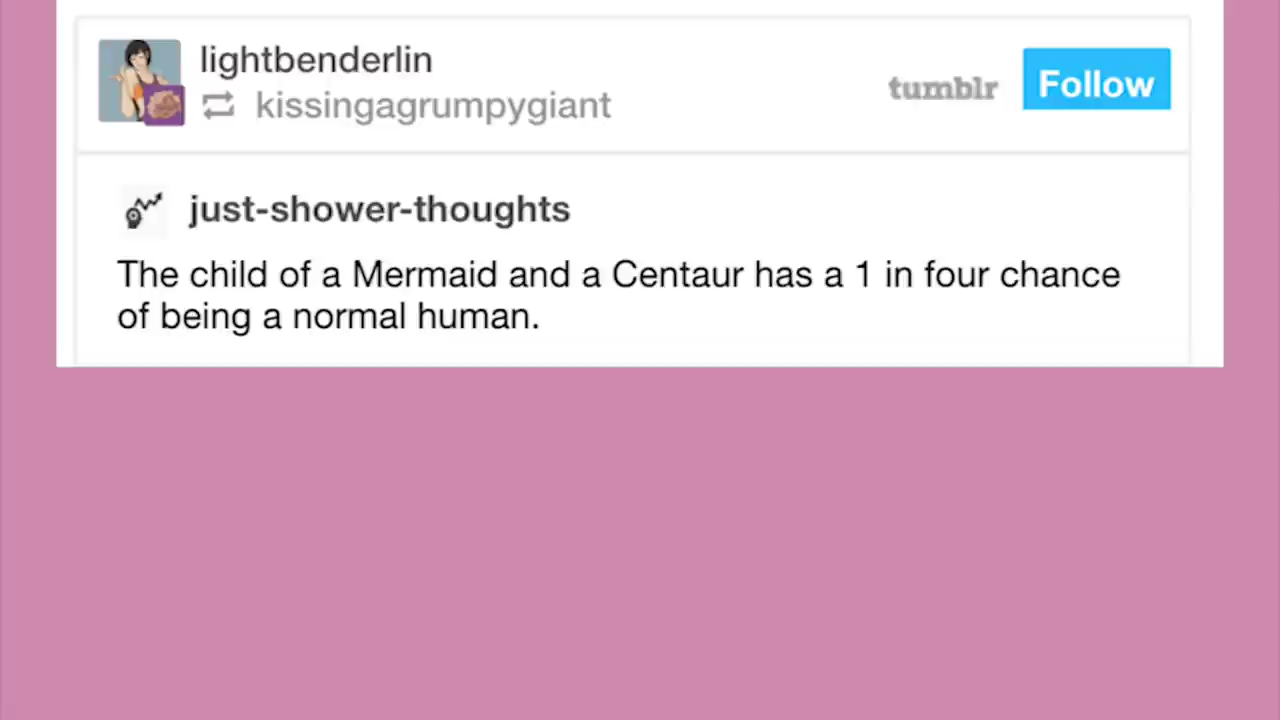 lightbenderlin
kissingagrumpygiant
tumblr
Follow
just-shower-thoughts
The child of a Mermaid and a Centaur has a 1 in four chance
of being a normal human.